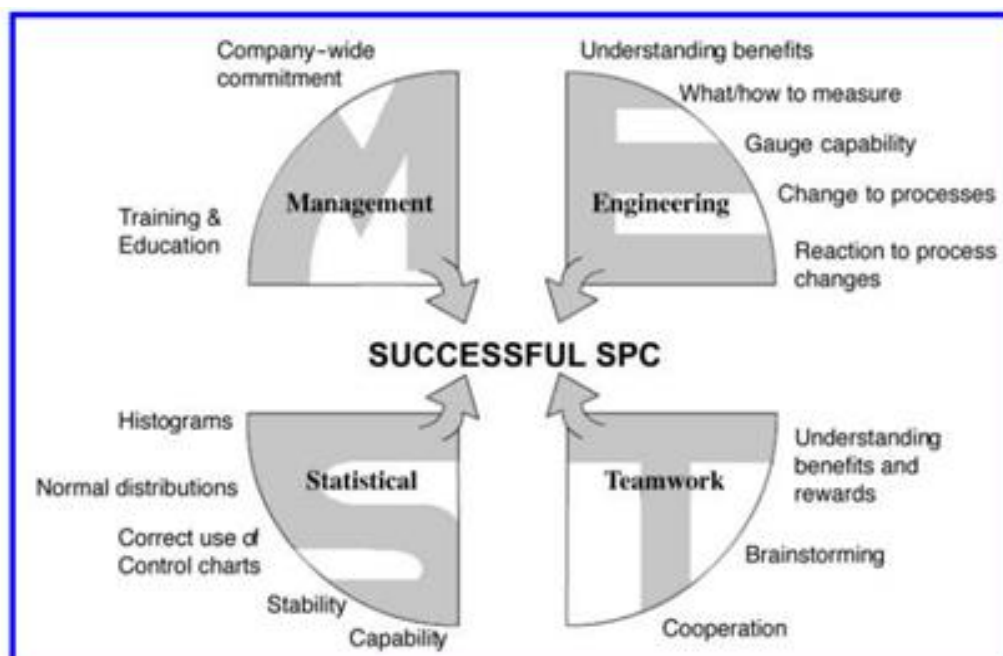 Company-wide
commitment
Training &
Education
Management
Understanding benefits
What/how to measure
Gauge capability
Change to processes
Reaction to process
changes
Engineering
SUCCESSFUL SPC
Histograms
Normal distributions
Correct use of
Control charts
Stability
Capability
Statistical
Teamwork
Understanding
benefits and
rewards
Brainstorming
Cooperation
M
E
S
T